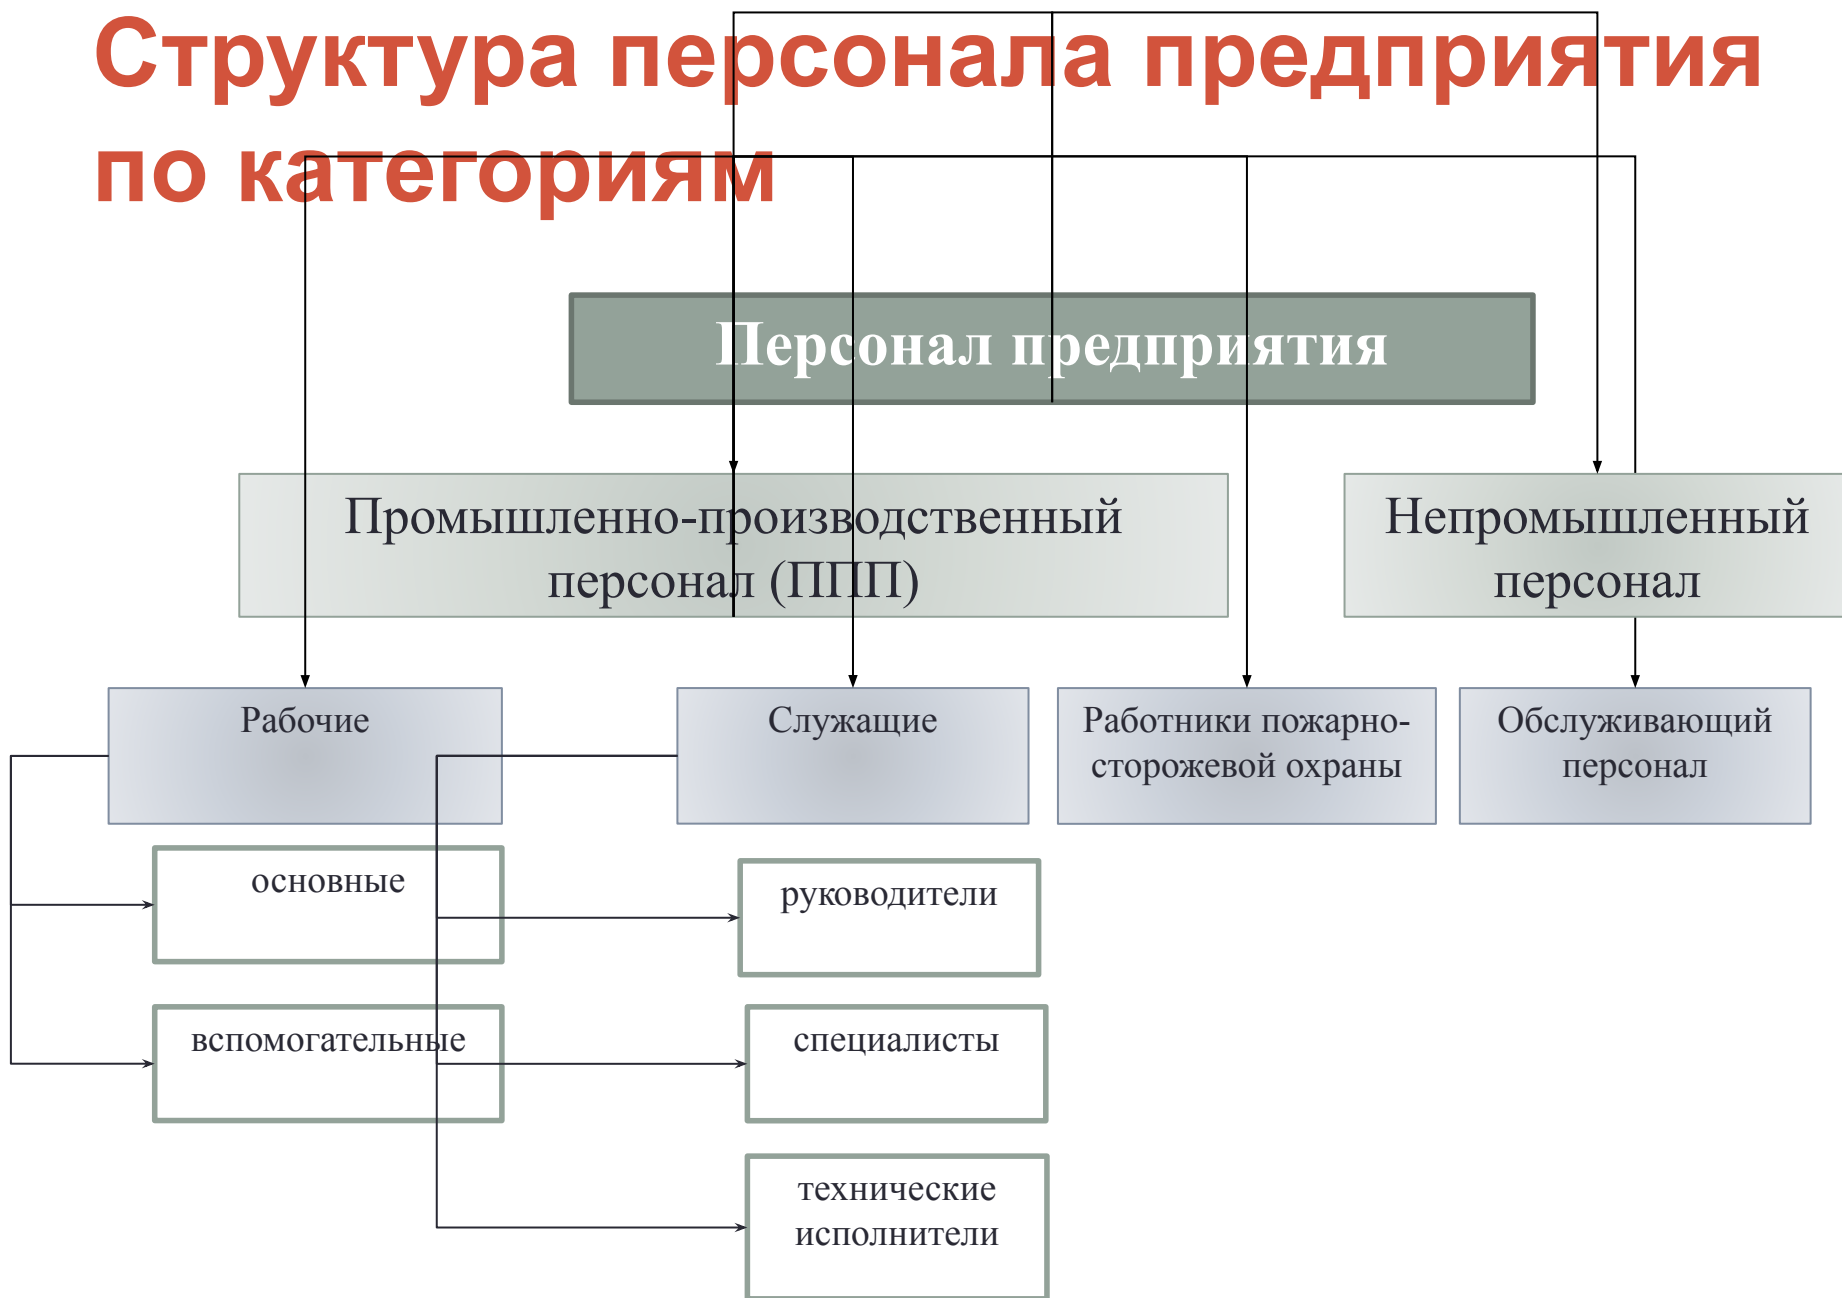 Структура персонала предприятия
по категориям
Персонал предприятия
Промышленно-производственный
персонал (ППП)
Непромышленный
персонал
Рабочие
Служащие
Работники пожарно-
сторожевой охраны
Обслуживающий
персонал
основные
руководители
вспомогательные
специалисты
технические
исполнители